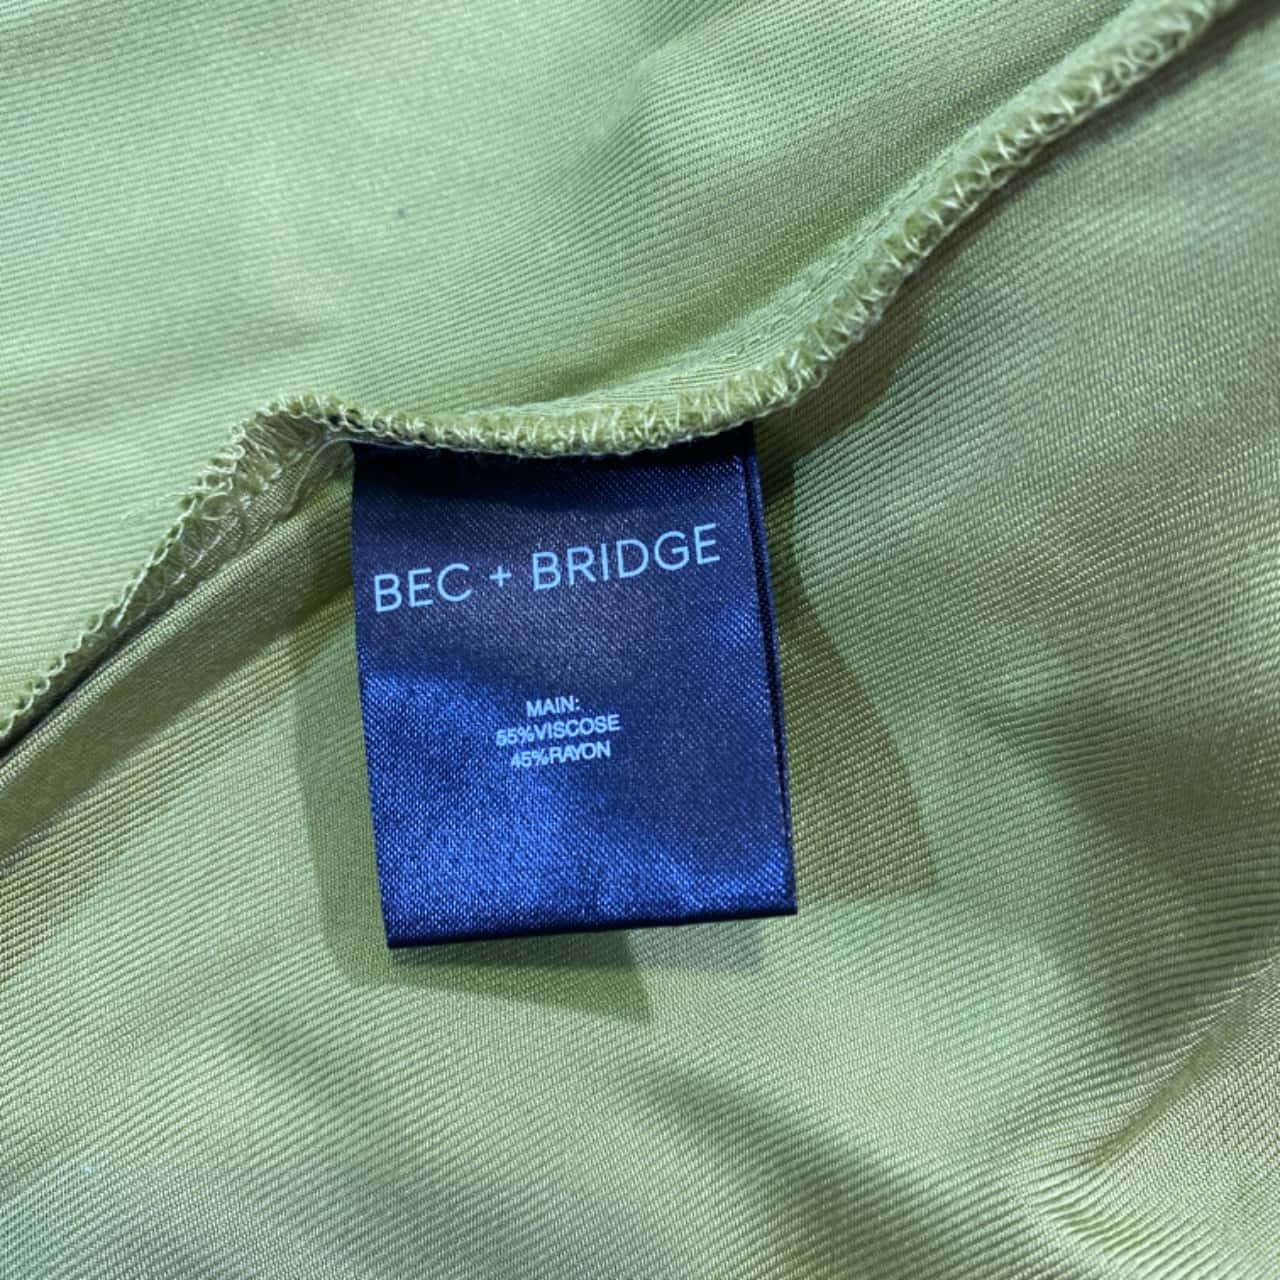 BEC + BRIDGE
MAIN:
55%VISCOSE
45%RAYON